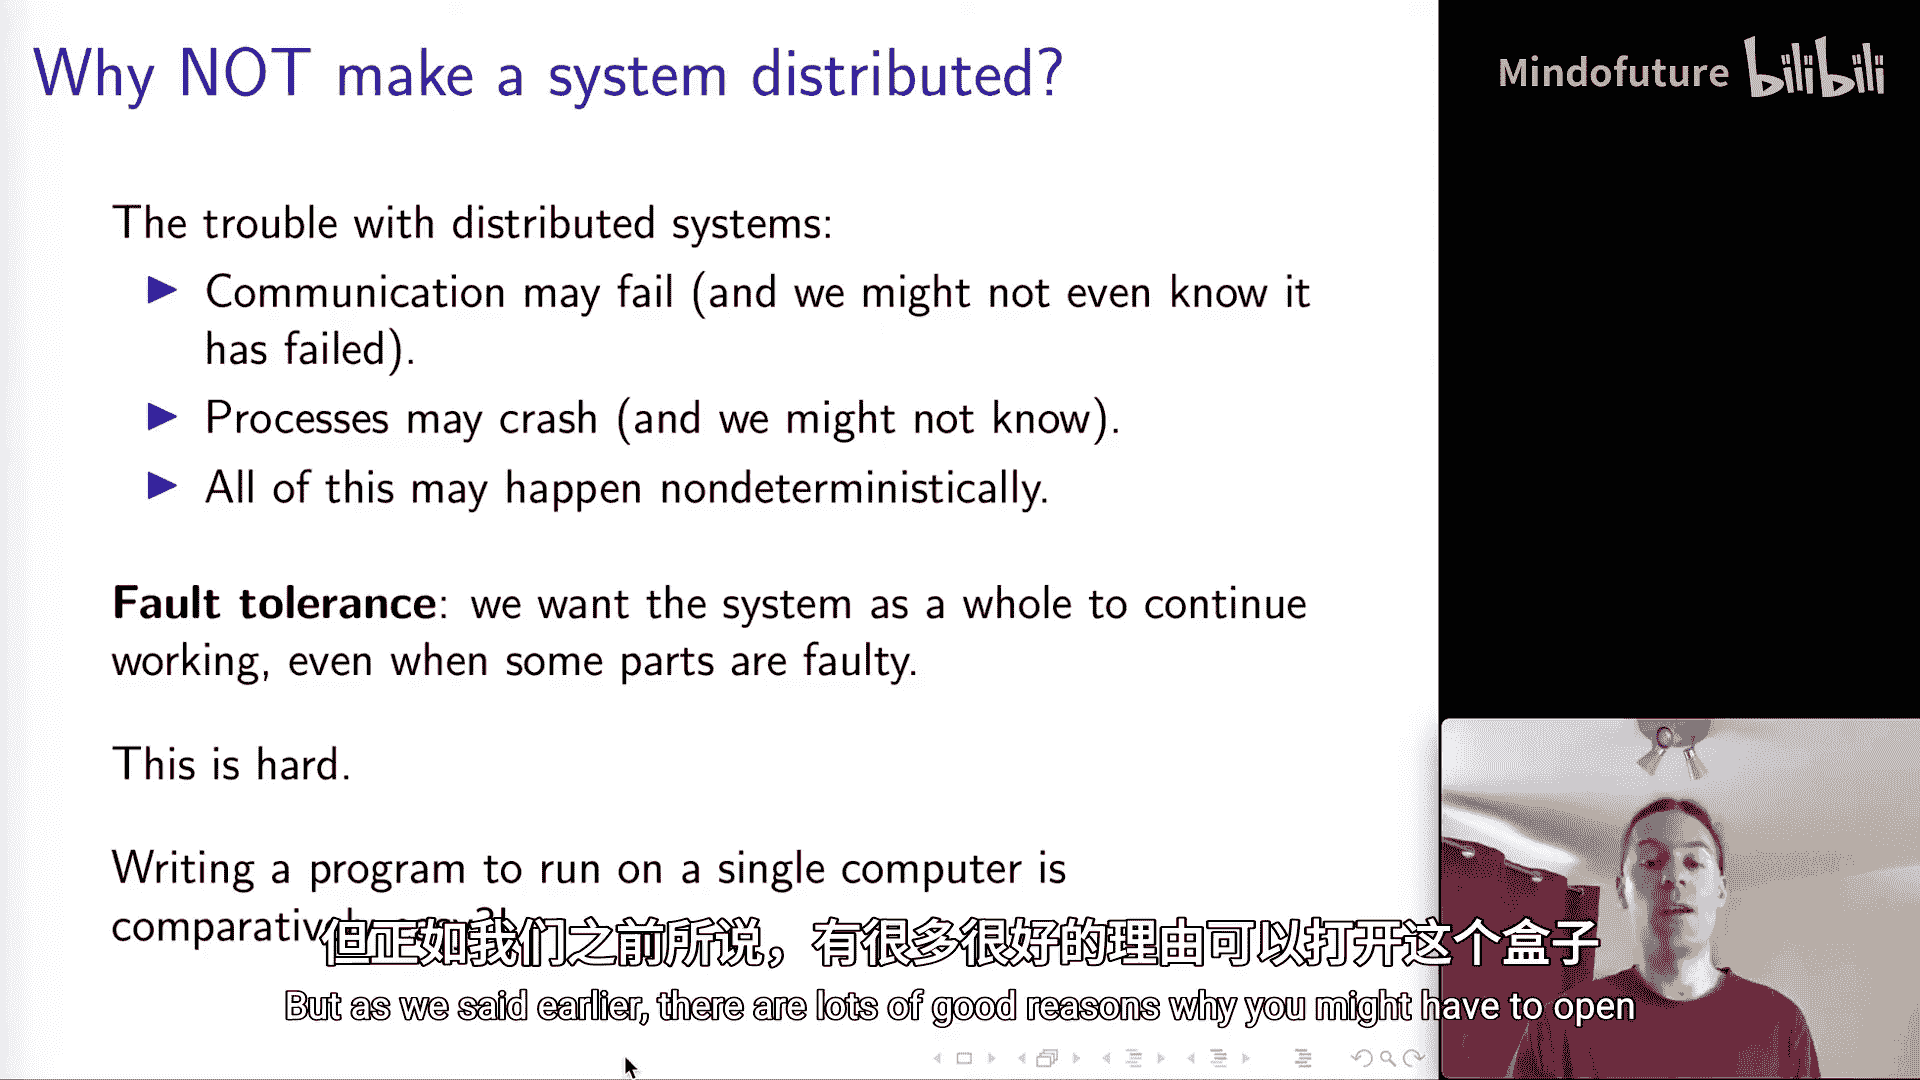 Why NOT make a system distributed?
Mindofuture bilibili
The trouble with distributed systems:
Communication may fail (and we might not even know it
has failed).
Processes may crash (and we might not know).
All of this may happen nondeterministically.
Fault tolerance: we want the system as a whole to continue
working, even when some parts are faulty.
This is hard.
Writing a program to run on a single computer is
但正如我们之前所说，有很多很好的理由可以打开这个盒子
But as we said earlier, there are lots of good reasons why you might have to open